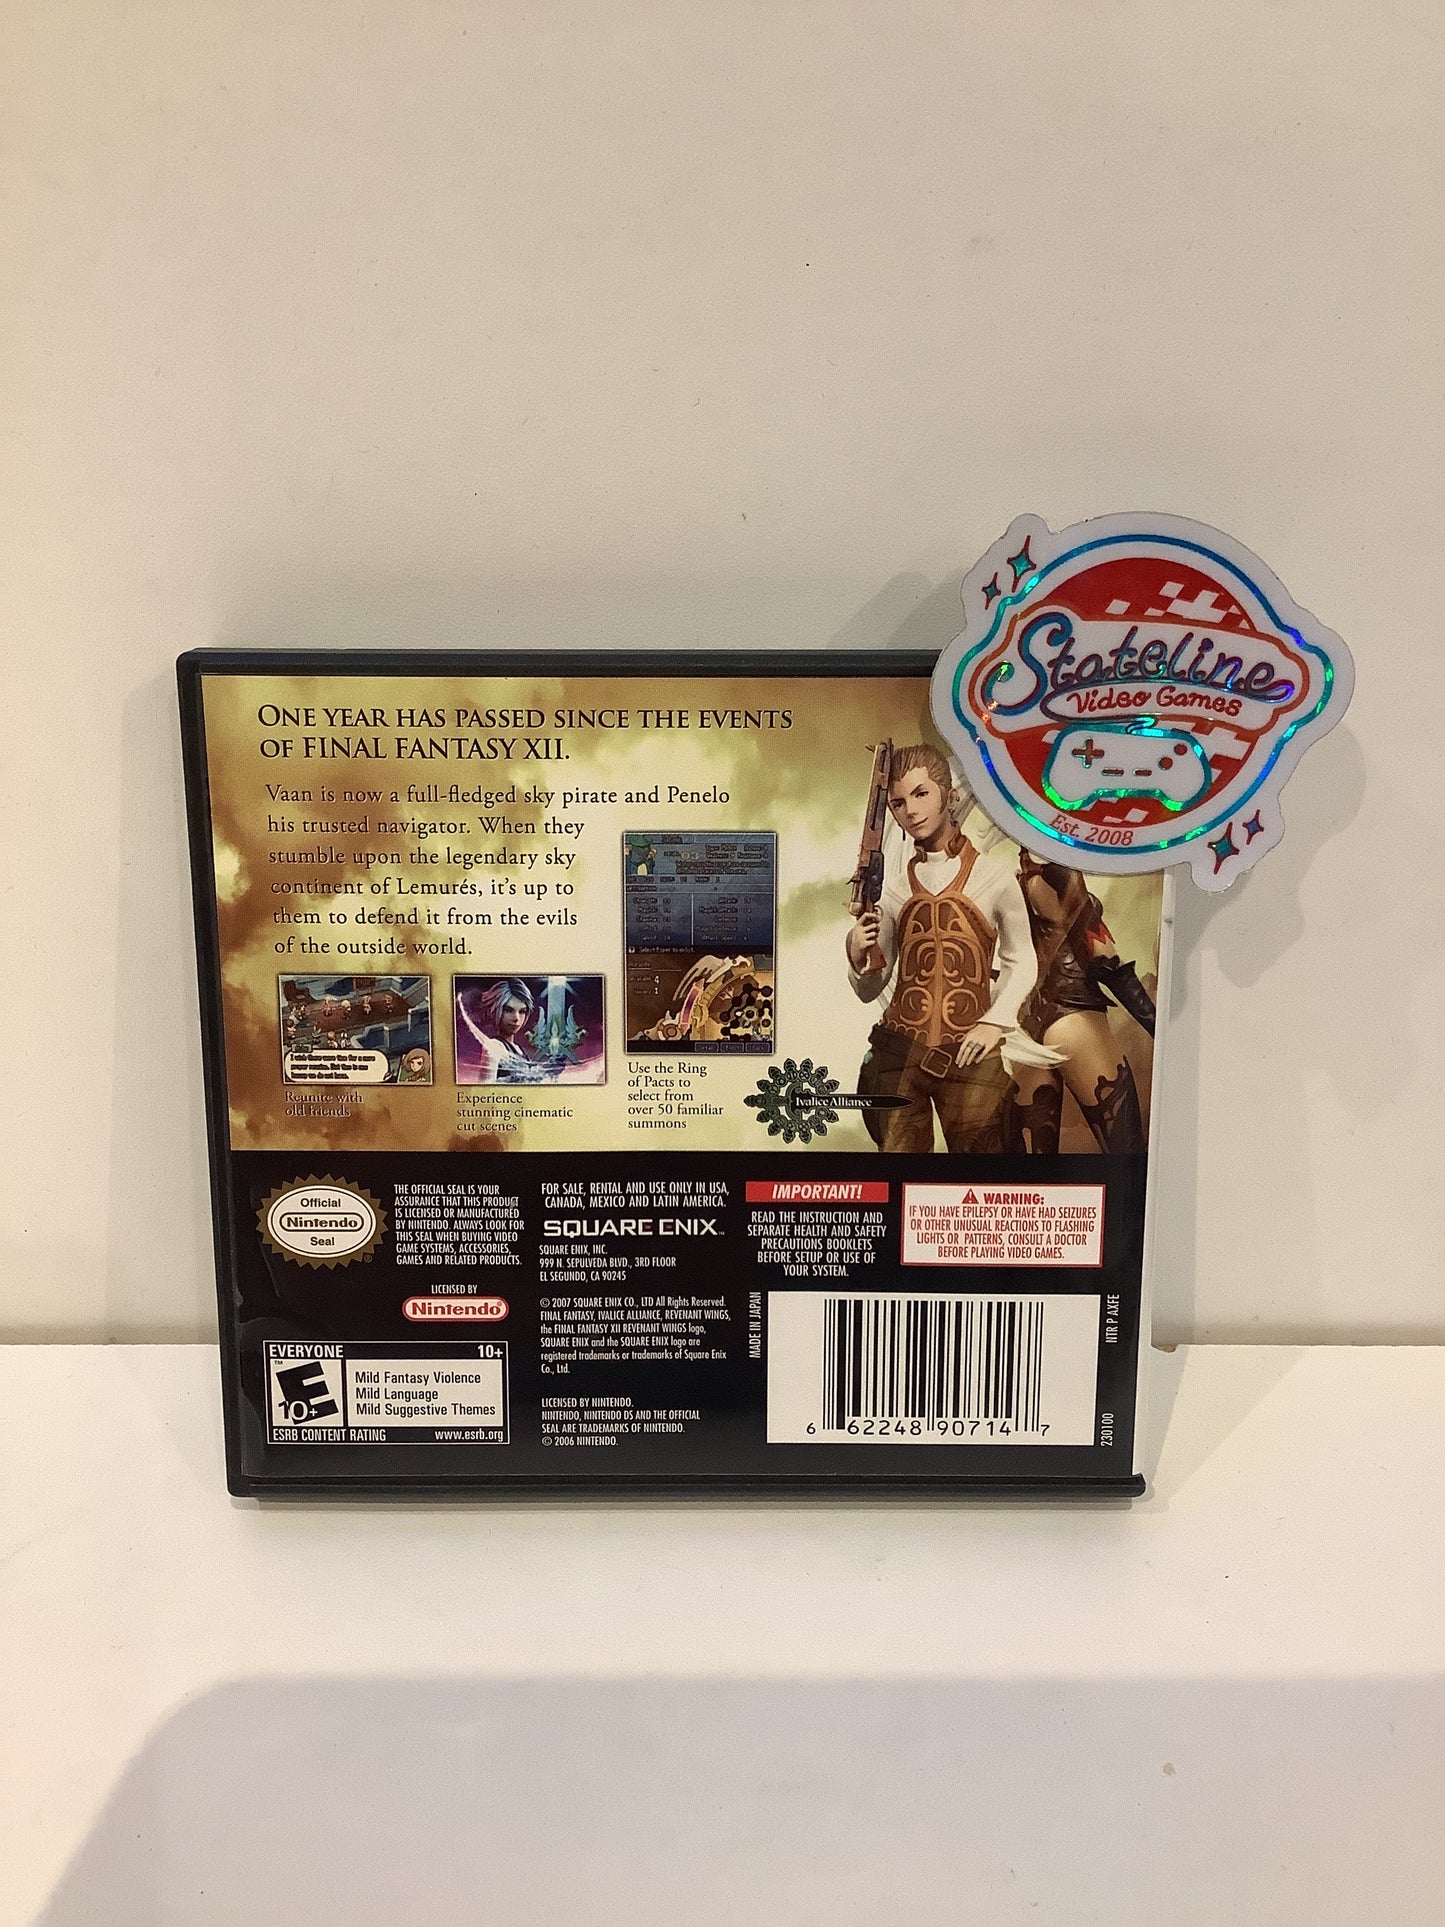 Stateline
Video Games
Est. 2008
ONE YEAR HAS PASSED SINCE THE EVENTS
OF FINAL FANTASY XII.
Vaan is now a full-fledged sky pirate and Penelo
his trusted navigator. When they
stumble upon the legendary sky
continent of Lemurés, it's up to
them to defend it from the evils
of the outside world.
Reunite with
old friends
Experience
stunning cinematic
cut scenes
Use the Ring
of Pacts to
select from
over 50 familiar
summons
Ivalice Alliance
Official
Nintendo
Seal
THE OFFICIAL SEAL IS YOUR
ASSURANCE THAT THIS PRODUCT
IS LICENSED OR MANUFACTURED
BY NINTENDO. ALWAYS LOOK FOR
THIS SEAL WHEN BUYING VIDEO
GAME SYSTEMS, ACCESSORIES,
GAMES AND RELATED PRODUCTS.
LICENSED BY
Nintendo®
EVERYONE 10+
10+
Mild Fantasy Violence
Mild Language
Mild Suggestive Themes
ESRB CONTENT RATING www.esrb.org
FOR SALE, RENTAL AND USE ONLY IN USA,
CANADA, MEXICO AND LATIN AMERICA.
SQUARE ENIX™
SQUARE ENIX, INC.
999 N. SEPULVEDA BLVD., 3RD FLOOR
EL SEGUNDO, CA 90245
© 2007 SQUARE ENIX CO., LTD All Rights Reserved.
FINAL FANTASY, IVALICE ALLIANCE, REVENANT WINGS,
the FINAL FANTASY XII REVENANT WINGS logo,
SQUARE ENIX and the SQUARE ENIX logo are
registered trademarks or trademarks of Square Enix
Co., Ltd.
LICENSED BY NINTENDO.
NINTENDO, NINTENDO DS AND THE OFFICIAL
SEAL ARE TRADEMARKS OF NINTENDO.
© 2006 NINTENDO.
IMPORTANT!
READ THE INSTRUCTION AND
SEPARATE HEALTH AND SAFETY
PRECAUTIONS BOOKLETS
BEFORE SETUP OR USE OF
YOUR SYSTEM.
WARNING:
IF YOU HAVE EPILEPSY OR HAVE HAD SEIZURES
OR OTHER UNUSUAL REACTIONS TO FLASHING
LIGHTS OR PATTERNS, CONSULT A DOCTOR
BEFORE PLAYING VIDEO GAMES.
MADE IN JAPAN
6 62248 90714 7
NTR P AXFE
230100